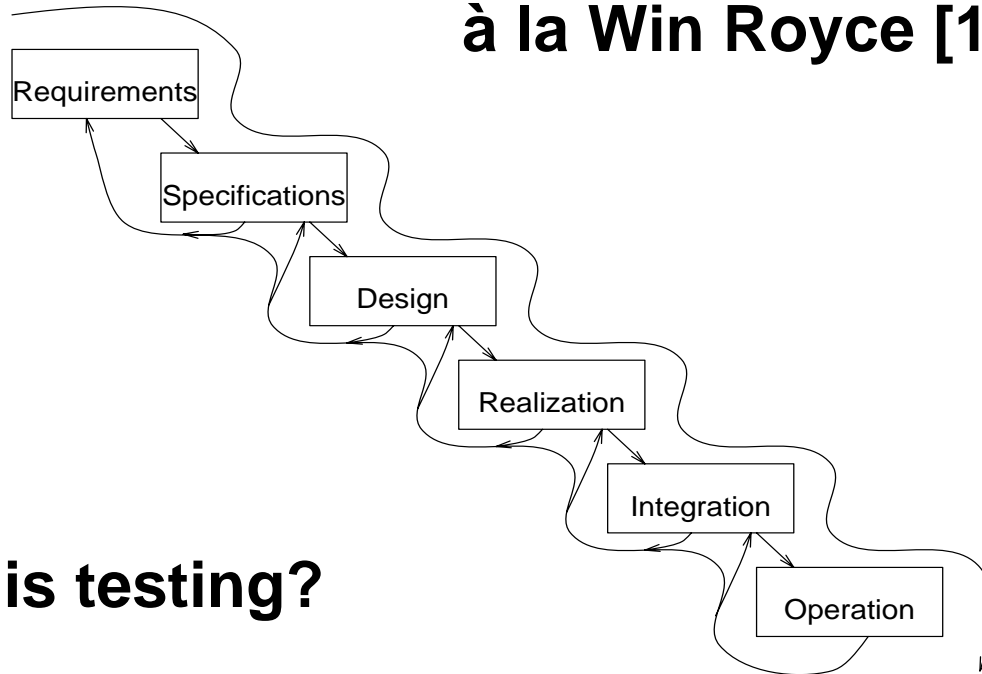 à la Win Royce [1
Requirements
Specifications
Design
Realization
Integration
is testing?
Operation